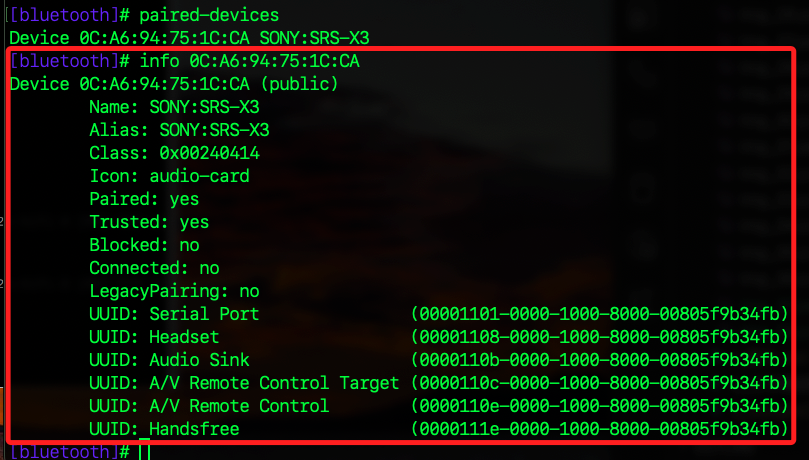 [bluetooth]# paired-devices
Device 0C:A6:94:75:1C:CA SONY:SRS-X3
[bluetooth]# info 0C:A6:94:75:1C:CA
Device 0C:A6:94:75:1C:CA (public)
Name: SONY:SRS-X3
Alias: SONY:SRS-X3
Class: 0x00240414
Icon: audio-card
Paired: yes
Trusted: yes
Blocked: no
Connected: no
LegacyPairing: no
UUID: Serial Port (00001101-0000-1000-8000-00805f9b34fb)
UUID: Headset (00001108-0000-1000-8000-00805f9b34fb)
UUID: Audio Sink (0000110b-0000-1000-8000-00805f9b34fb)
UUID: A/V Remote Control Target (0000110c-0000-1000-8000-00805f9b34fb)
UUID: A/V Remote Control (0000110e-0000-1000-8000-00805f9b34fb)
UUID: Handsfree (0000111e-0000-1000-8000-00805f9b34fb)
[bluetooth]#